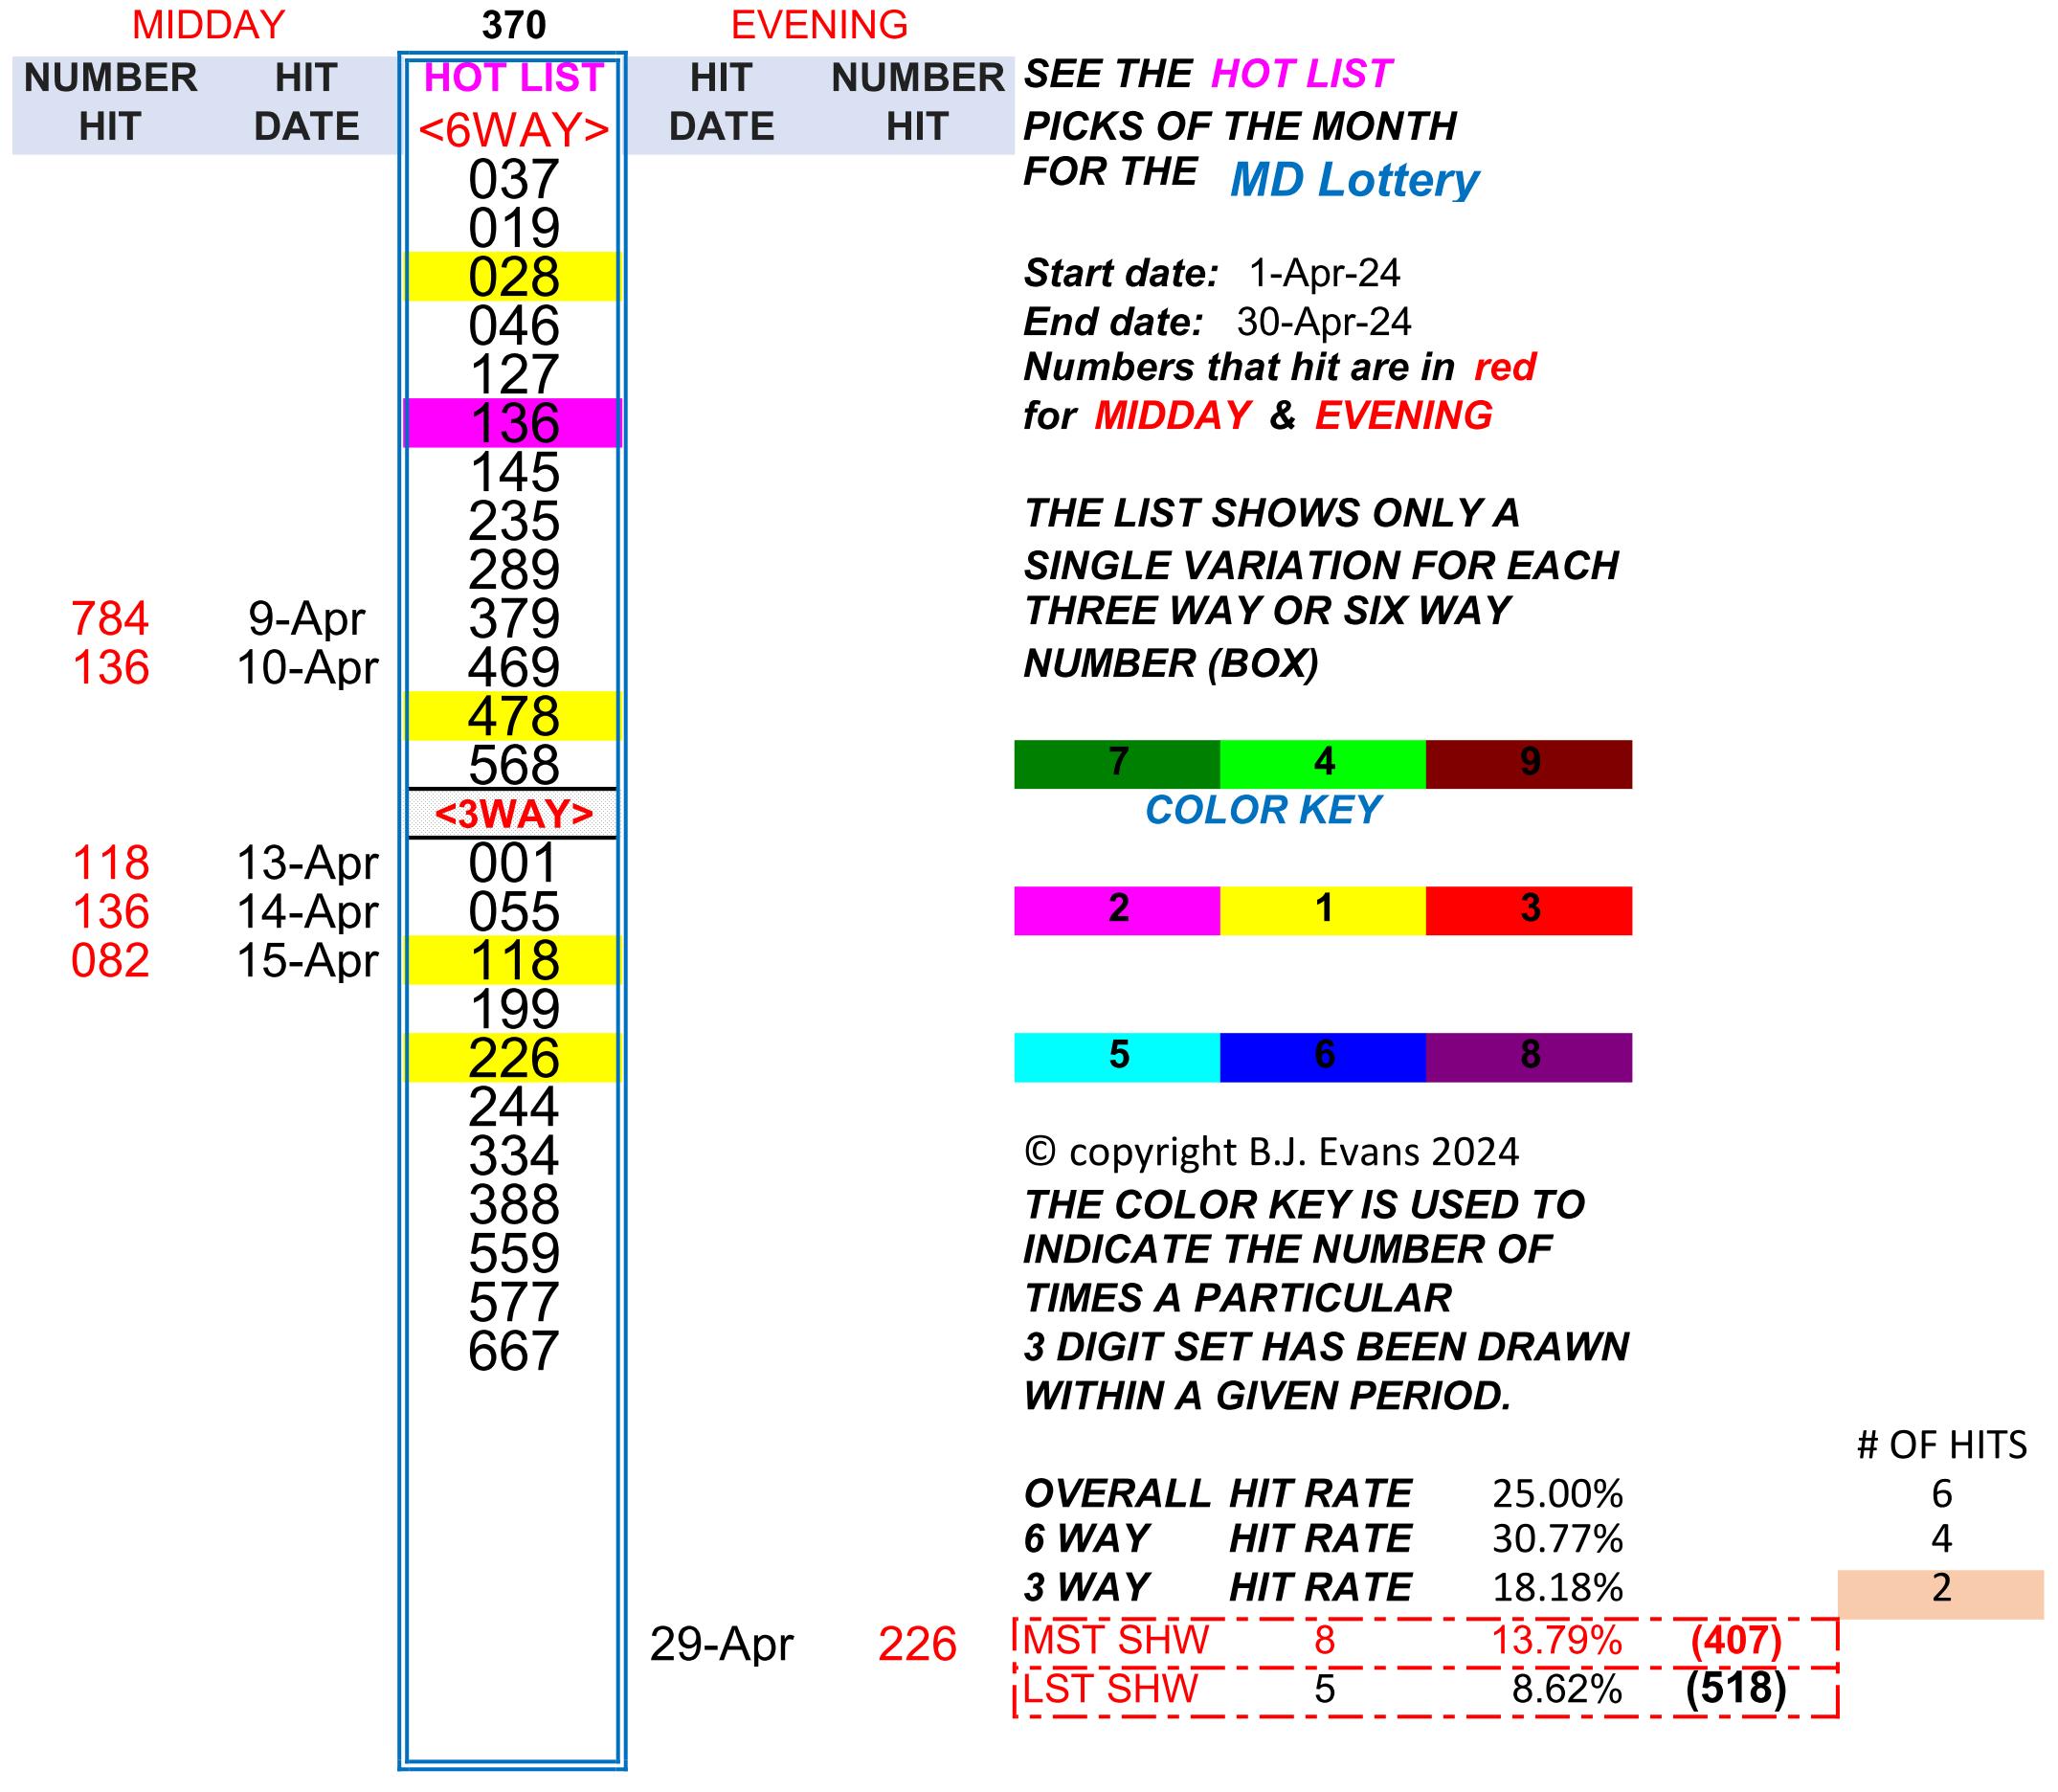 MIDDAY 370 EVENING
NUMBER HIT HOT LIST HIT NUMBER SEE THE HOT LIST
HIT DATE <6WAY> DATE HIT PICKS OF THE MONTH
037 FOR THE MD Lottery
019
028 Start date: 1-Apr-24
046 End date: 30-Apr-24
127 Numbers that hit are in red
136 for MIDDAY & EVENING
145
235 THE LIST SHOWS ONLY A
289 SINGLE VARIATION FOR EACH
784 9-Apr 379 THREE WAY OR SIX WAY
136 10-Apr 469 NUMBER (BOX)
478
568 7 4 9
<3WAY> COLOR KEY
118 13-Apr 001
136 14-Apr 055 2 1 3
082 15-Apr 118
199
226 5 6 8
244
334 © copyright B.J. Evans 2024
388 THE COLOR KEY IS USED TO
559 INDICATE THE NUMBER OF
577 TIMES A PARTICULAR
667 3 DIGIT SET HAS BEEN DRAWN
WITHIN A GIVEN PERIOD.
# OF HITS
OVERALL HIT RATE 25.00% 6
6 WAY HIT RATE 30.77% 4
3 WAY HIT RATE 18.18% 2
29-Apr 226 MST SHW 8 13.79% (407)
LST SHW 5 8.62% (518)